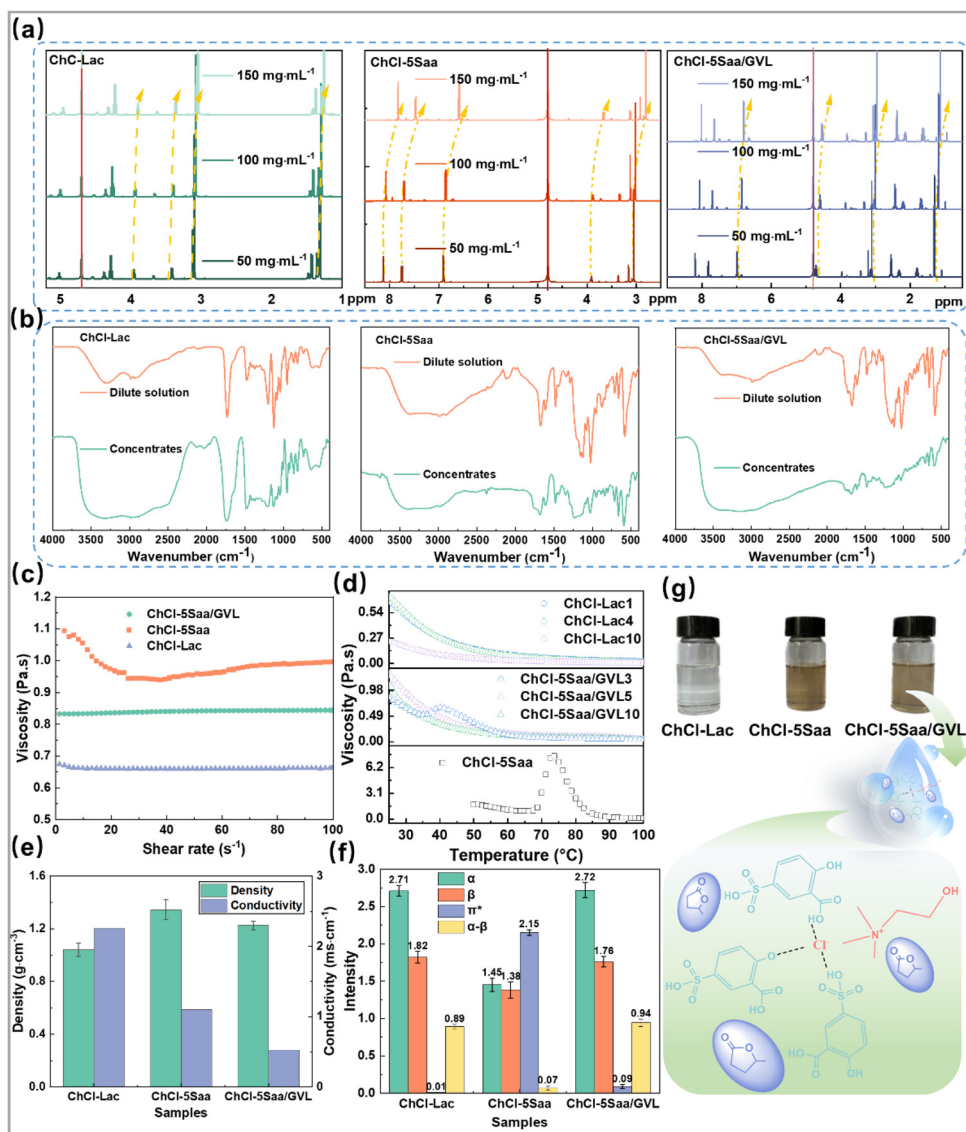 (a)
ChC-Lac
150 mg·mL⁻¹
100 mg·mL⁻¹
50 mg·mL⁻¹
5 4 3 2 1 ppm
ChCl-5Saa
150 mg·mL⁻¹
100 mg·mL⁻¹
50 mg·mL⁻¹
8 7 6 5 4 3 ppm
ChCl-5Saa/GVL
150 mg·mL⁻¹
100 mg·mL⁻¹
50 mg·mL⁻¹
8 6 4 2 ppm
(b)
ChCl-Lac
Dilute solution
Concentrates
4000 3500 3000 2500 2000 1500 1000 500
Wavenumber (cm⁻¹)
ChCl-5Saa
Dilute solution
Concentrates
4000 3500 3000 2500 2000 1500 1000 500
Wavenumber (cm⁻¹)
ChCl-5Saa/GVL
Dilute solution
Concentrates
4000 3500 3000 2500 2000 1500 1000 500
Wavenumber (cm⁻¹)
(c)
Viscosity (Pa.s)
1.2
1.1
1.0
0.9
0.8
0.7
0.6
0.5
ChCl-5Saa/GVL
ChCl-5Saa
ChCl-Lac
0 20 40 60 80 100
Shear rate (s⁻¹)
(d)
Viscosity (Pa.s)
0.54
0.27
0.00
ChCl-Lac1
ChCl-Lac4
ChCl-Lac10
0.98
0.49
0.00
ChCl-5Saa/GVL3
ChCl-5Saa/GVL5
ChCl-5Saa/GVL10
6.2
3.1
0.0
ChCl-5Saa
30 40 50 60 70 80 90 100
Temperature (°C)
(e)
Density (g·cm⁻³)
1.6
1.2
0.8
0.4
0.0
Density
Conductivity
3
2
1
0
Conductivity (ms·cm⁻¹)
ChCl-Lac ChCl-5Saa ChCl-5Saa/GVL
Samples
(f)
Intensity
3.0
2.5
2.0
1.5
1.0
0.5
0.0
α
β
π*
α-β
2.71
1.82
0.01
0.89
1.45
1.38
2.15
0.07
2.72
1.76
0.09
0.94
ChCl-Lac ChCl-5Saa ChCl-5Saa/GVL
Samples
(g)
ChCl-Lac ChCl-5Saa ChCl-5Saa/GVL
O
OH
HO
S
O
O
O
O
HO
OH
N⁺
Cl
O
O
O
O
S
HO
O
O
OH
HO
O
S
O
O
O
O
HO
OH